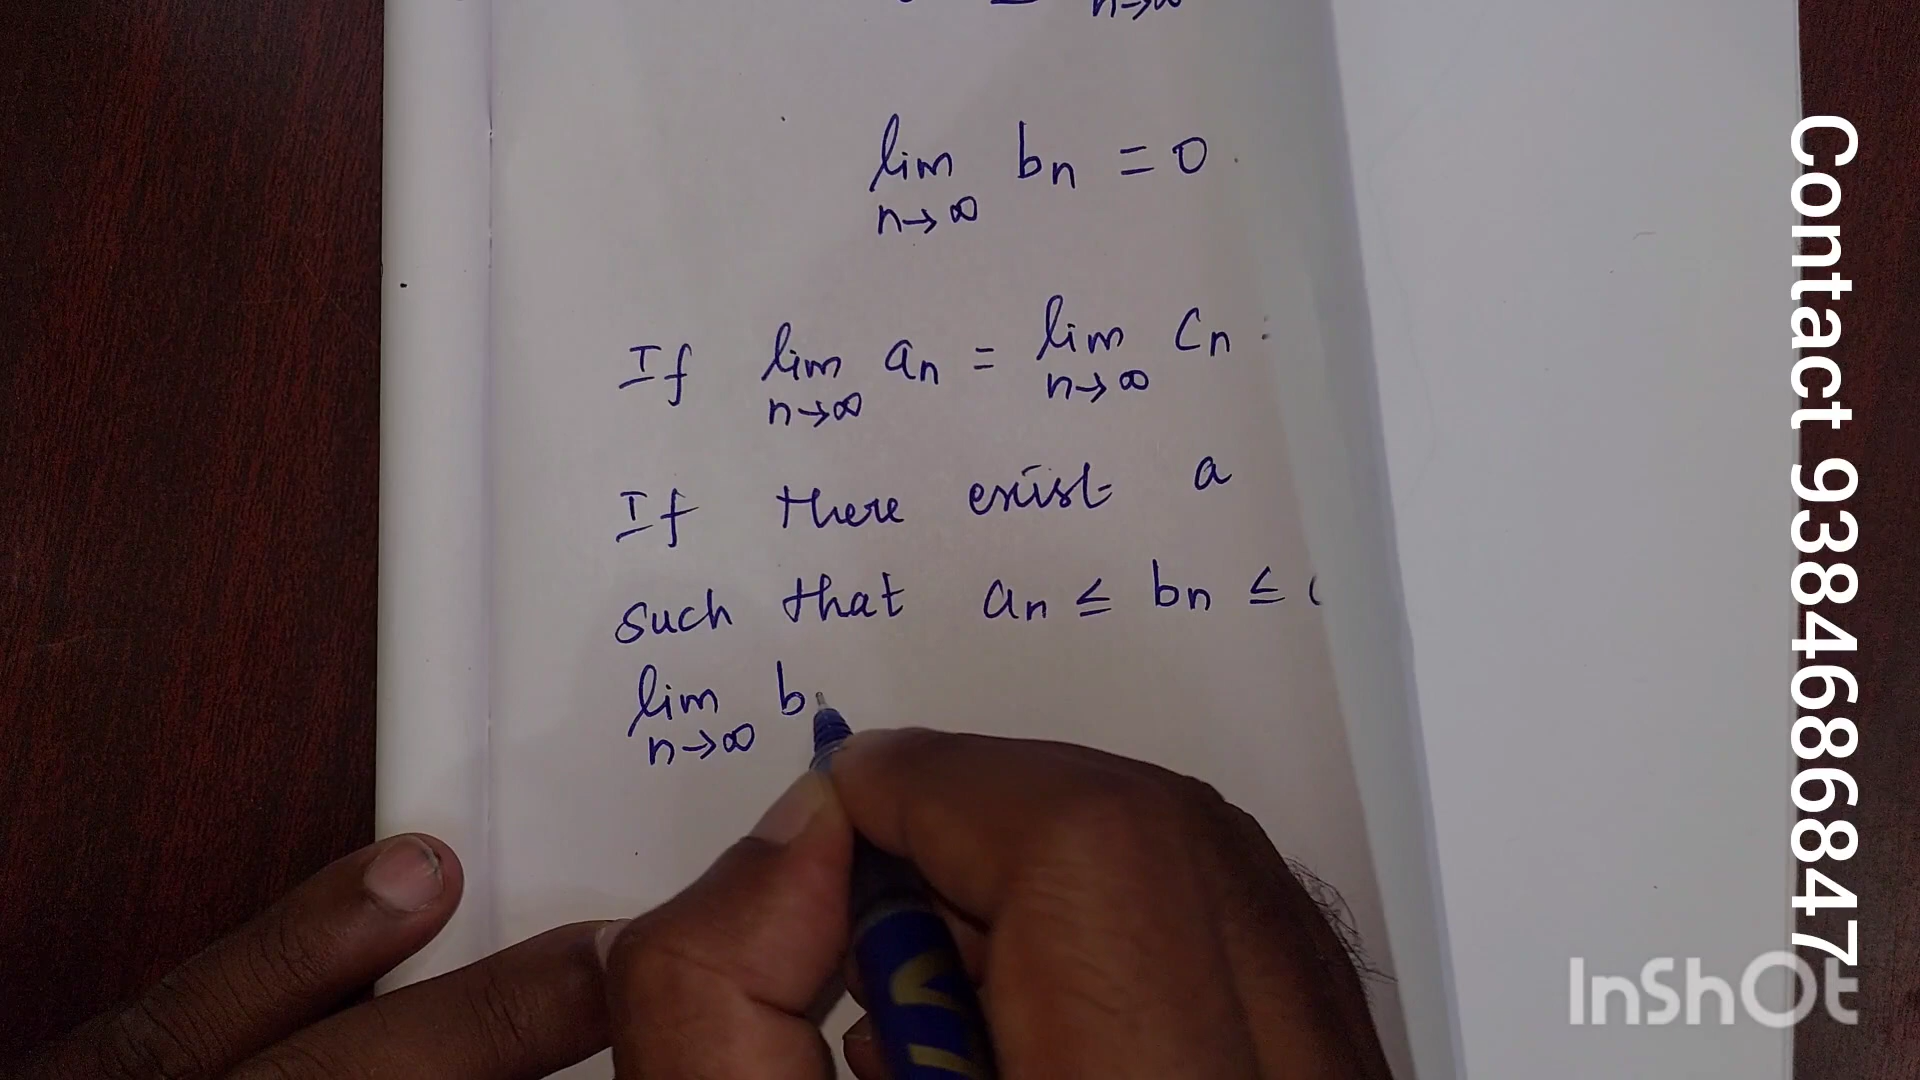 n→∞
lim bn = 0
n→∞
If lim an = lim cn =
n→∞ n→∞
If there exist a
such that an ≤ bn ≤
lim b
n→∞
Contact 9384686847
InShOt